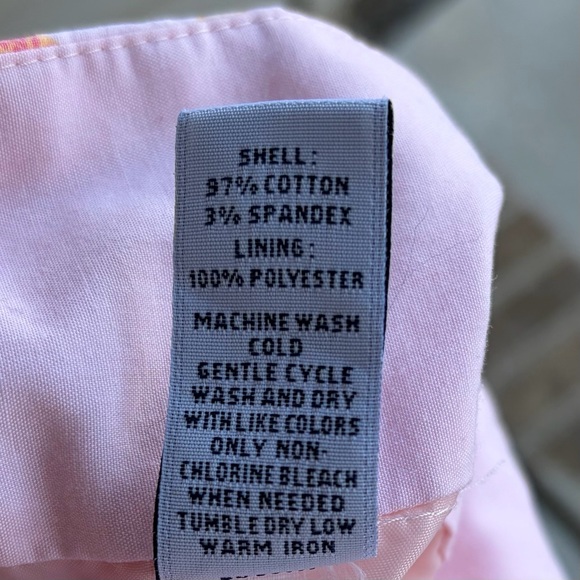 SHELL:
97% COTTON
3% SPANDEX
LINING:
100% POLYESTER
MACHINE WASH
COLD
GENTLE CYCLE
WASH AND DRY
WITH LIKE COLORS
ONLY NON-
CHLORINE BLEACH
WHEN NEEDED
TUMBLE DRY LOW
WARM IRON